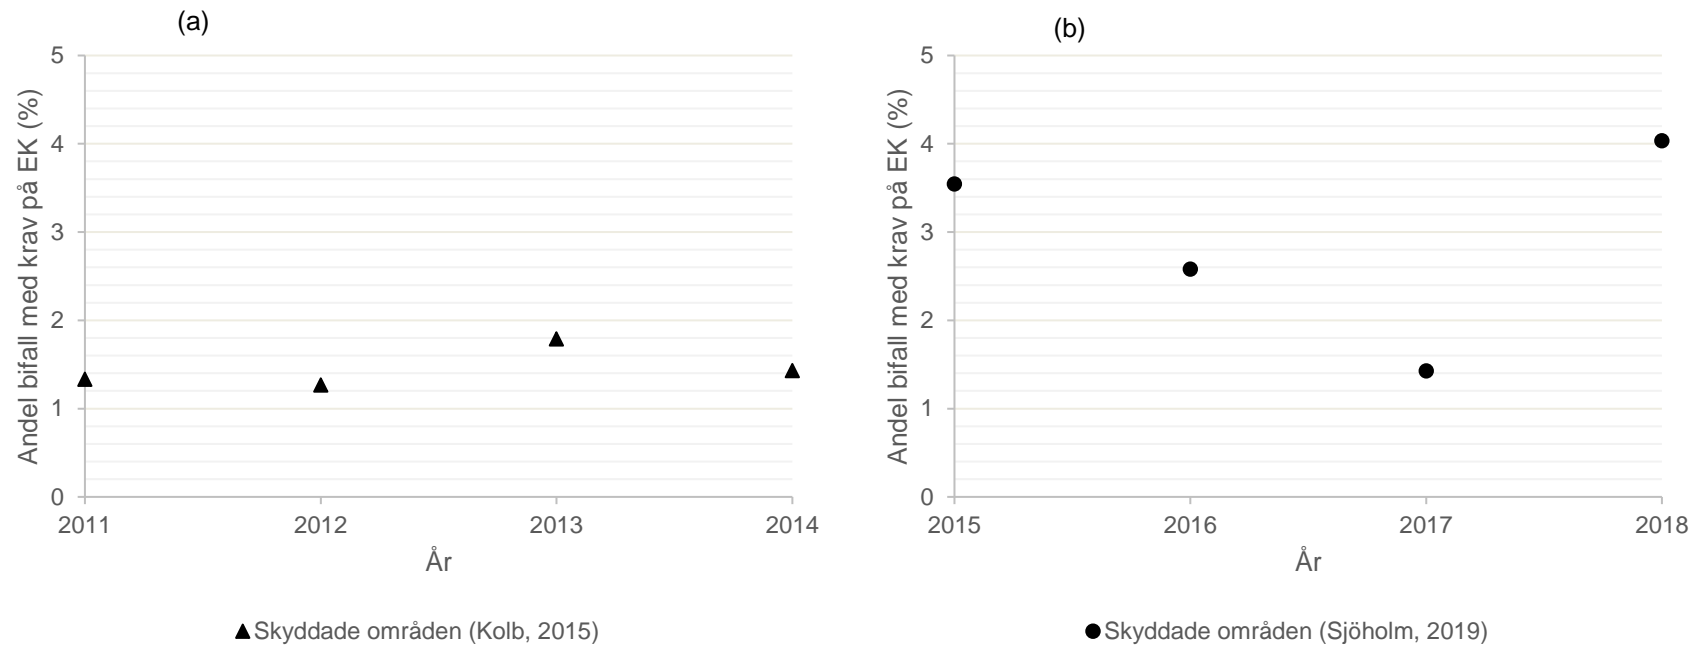 (a)
Andel bifall med krav på EK (%)
5
4
3
2
1
0
2011 2012 2013 2014
År
Skyddade områden (Kolb, 2015)
(b)
Andel bifall med krav på EK (%)
5
4
3
2
1
0
2015 2016 2017 2018
År
Skyddade områden (Sjöholm, 2019)